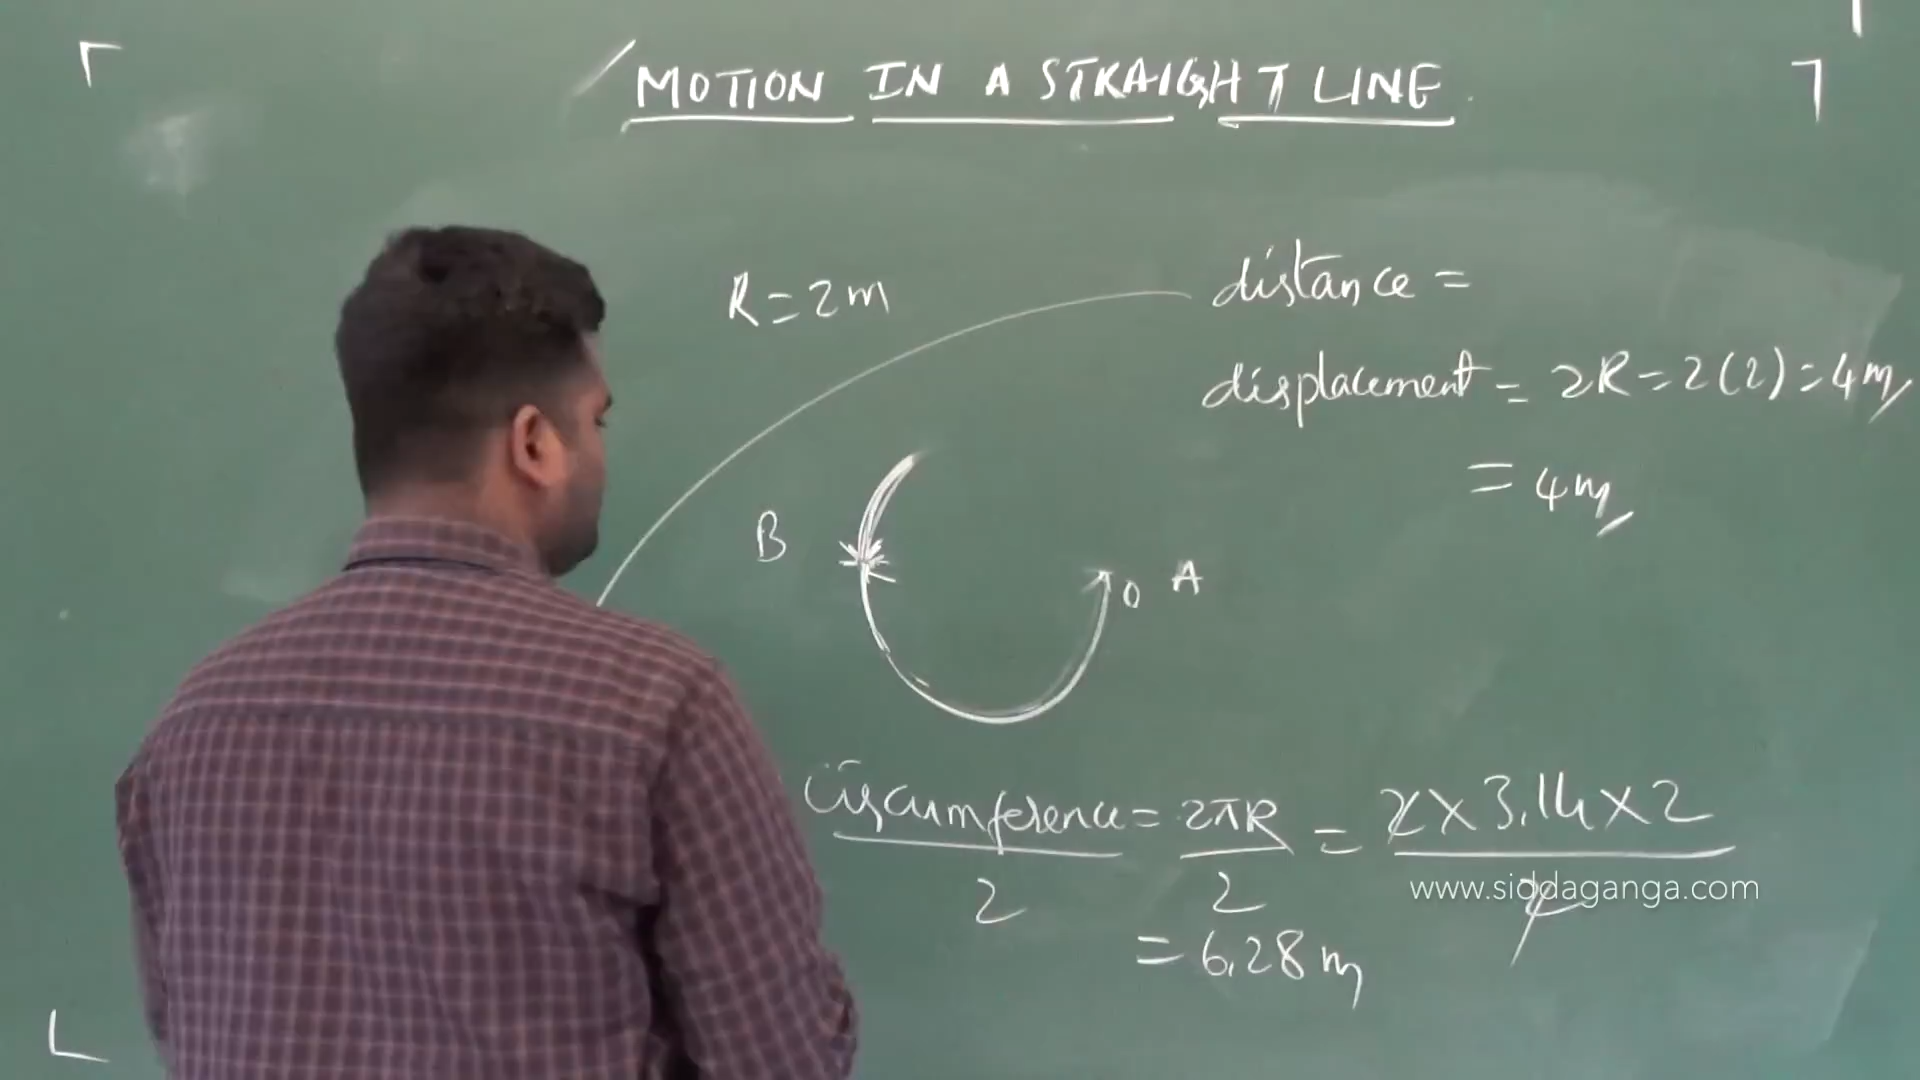 MOTION IN A STRAIGHT LINE
R = 2m
distance =
displacement = 2R = 2(2) = 4m
= 4m
B
A
Circumference/2 = 2πR/2 = 2×3.14×2/2
= 6.28 m
www.siddaganga.com